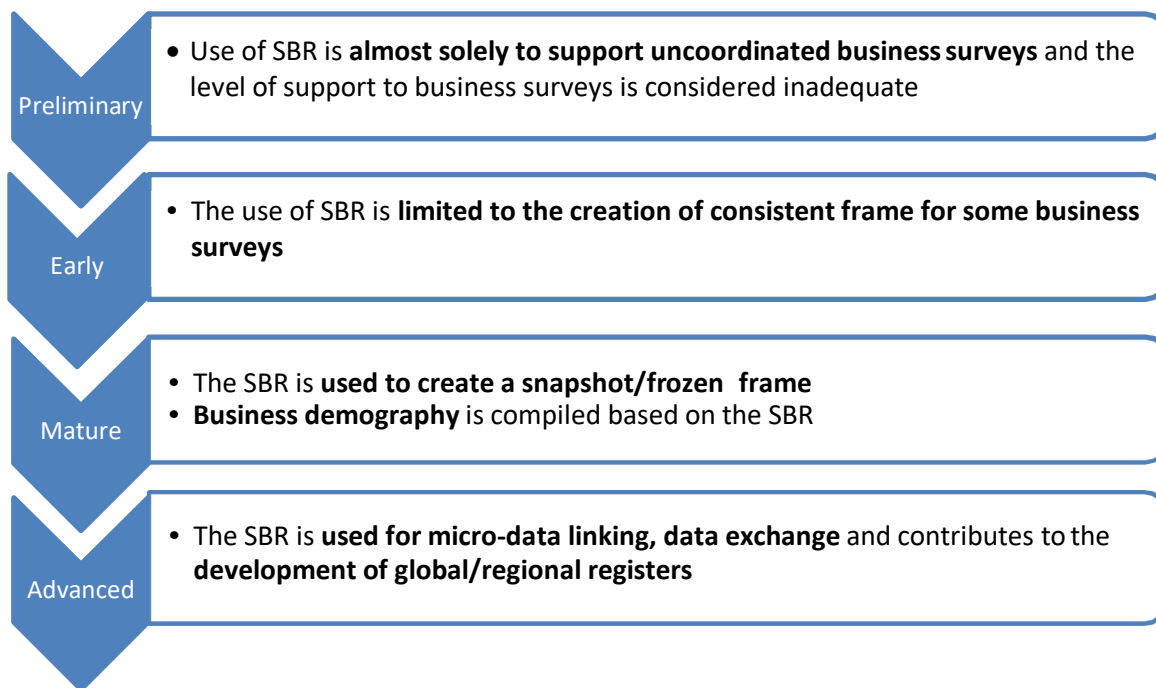 Preliminary
• Use of SBR is almost solely to support uncoordinated business surveys and the
level of support to business surveys is considered inadequate
Early
• The use of SBR is limited to the creation of consistent frame for some business
surveys
Mature
• The SBR is used to create a snapshot/frozen frame
• Business demography is compiled based on the SBR
Advanced
• The SBR is used for micro-data linking, data exchange and contributes to the
development of global/regional registers